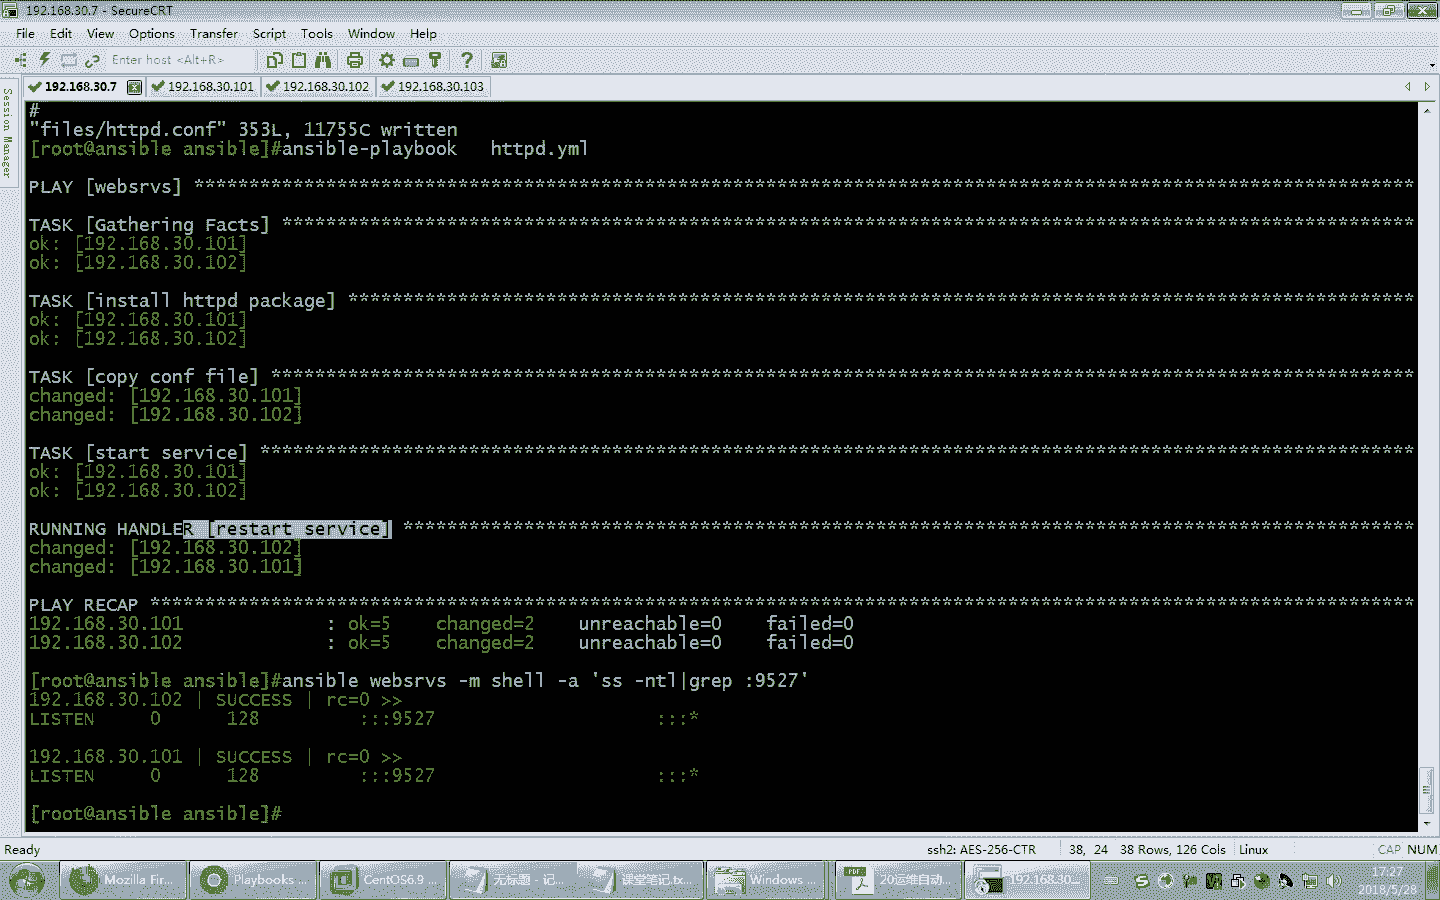 192.168.30.7 - SecureCRT
File Edit View Options Transfer Script Tools Window Help
Enter host <Alt+R>
192.168.30.7 192.168.30.101 192.168.30.102 192.168.30.103
Session Manager
#
"files/httpd.conf" 353L, 11755C written
[root@ansible ansible]#ansible-playbook   httpd.yml
PLAY [websrvs] ***************************************************************************************************************
TASK [Gathering Facts] *******************************************************************************************************
ok: [192.168.30.101]
ok: [192.168.30.102]
TASK [install httpd package] *************************************************************************************************
ok: [192.168.30.101]
ok: [192.168.30.102]
TASK [copy conf file] ********************************************************************************************************
changed: [192.168.30.101]
changed: [192.168.30.102]
TASK [start service] *********************************************************************************************************
ok: [192.168.30.101]
ok: [192.168.30.102]
RUNNING HANDLER [restart service] ********************************************************************************************
changed: [192.168.30.102]
changed: [192.168.30.101]
PLAY RECAP *******************************************************************************************************************
192.168.30.101             : ok=5    changed=2    unreachable=0    failed=0
192.168.30.102             : ok=5    changed=2    unreachable=0    failed=0
[root@ansible ansible]#ansible websrvs -m shell -a 'ss -ntl|grep :9527'
192.168.30.102 | SUCCESS | rc=0 >>
LISTEN     0      128         :::9527                    :::*
192.168.30.101 | SUCCESS | rc=0 >>
LISTEN     0      128         :::9527                    :::*
[root@ansible ansible]#
Ready ssh2: AES-256-CTR 38, 24 38 Rows, 126 Cols Linux CAP NUM
Mozilla Fir... Playbooks ... CentOS6.9 ... 无标题 - 记... 课堂笔记.tx... Windows ... 20运维自动... 192.168.30... 17:27
2018/5/28